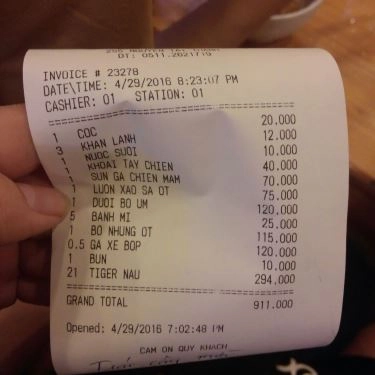 DT: 0511.2621710
INVOICE # 23278
DATE\TIME: 4/29/2016 8:23:07 PM
CASHIER: 01 STATION: 01
1 COC 20.000
3 KHAN LANH 12.000
1 NUOC SUOI 10.000
1 KHOAI TAY CHIEN 40.000
1 SUN GA CHIEN MAM 70.000
1 LUON XAO SA OT 75.000
1 DUOI BO UM 120,000
5 BANH MI 25.000
1 BO NHUNG OT 115.000
0.5 GA XE BOP 120.000
1 BUN 10.000
21 TIGER NAU 294,000
GRAND TOTAL 911.000
Opened: 4/29/2016 7:02:48 PM
CAM ON QUY KHACH